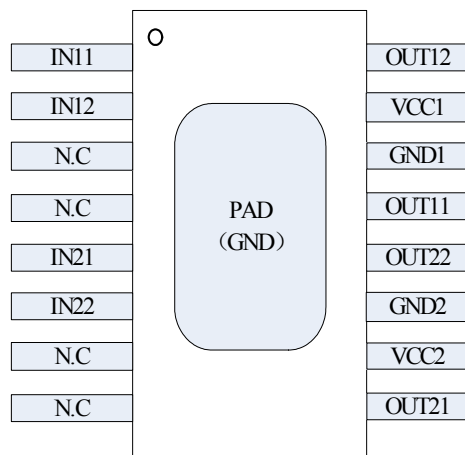 IN11
IN12
N.C
N.C
IN21
IN22
N.C
N.C
PAD
（GND）
OUT12
VCC1
GND1
OUT11
OUT22
GND2
VCC2
OUT21